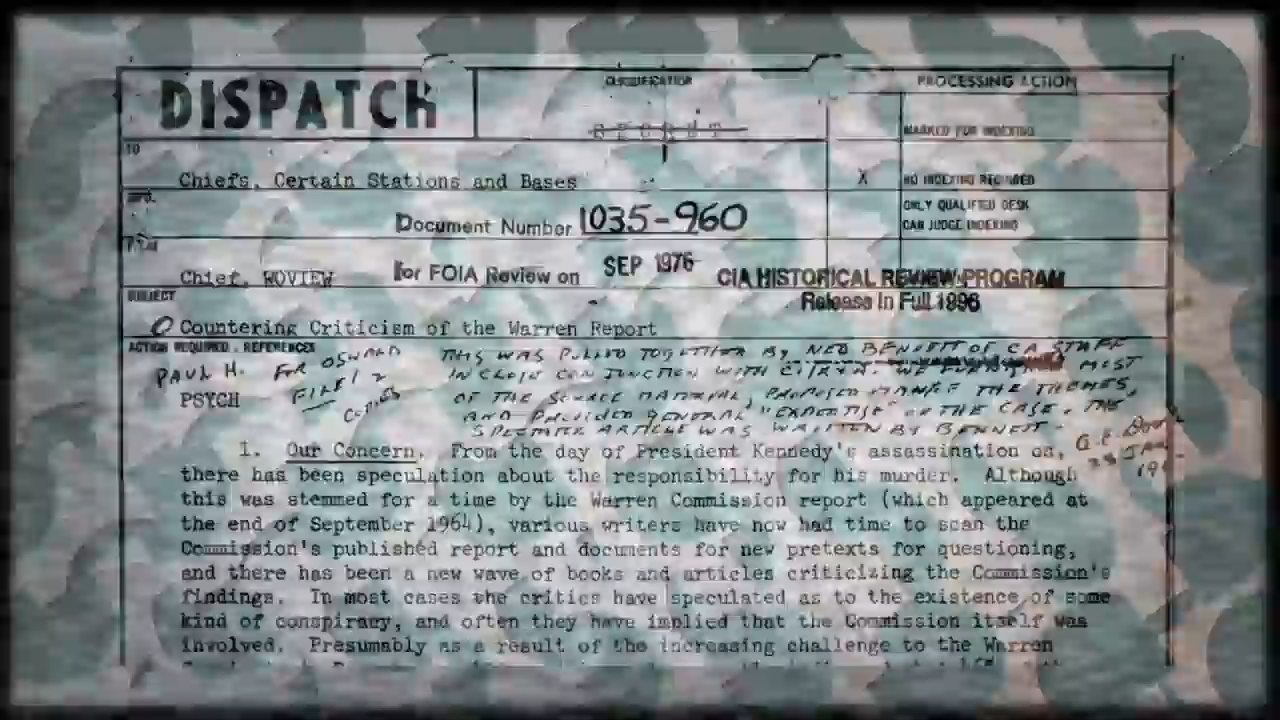 DISPATCH
CLASSIFICATION
PROCESSING ACTION
MARKED FOR INDEXING
TO
Chiefs, Certain Stations and Bases
X
NO INDEXING REQUIRED
INFO.
ONLY QUALIFIED DESK
CAN JUDGE INDEXING
Document Number 1035-960
FROM
Chief, WOVIEW
for FOIA Review on SEP 1976
CIA HISTORICAL REVIEW PROGRAM
Release in Full 1996
SUBJECT
Countering Criticism of the Warren Report
ACTION REQUIRED. REFERENCES
PAUL H. FOR OSWALD
FILE 2
COPIES
PSYCH
THIS WAS PULLED TOGETHER BY NED BENNETT OF CA STAFF
IN CLOSE CONJUNCTION WITH WE MOST
OF THE SOURCE MATERIAL, PROPOSED THE THEMES,
AND PROVIDED GENERAL "EXPERTISE" ON THE CASE. THE
SPECTATOR ARTICLE WAS WRITTEN BY BENNETT.
1. Our Concern. From the day of President Kennedy's assassination on,
there has been speculation about the responsibility for his murder. Although
this was stemmed for a time by the Warren Commission report (which appeared at
the end of September 1964), various writers have now had time to scan the
Commission's published report and documents for new pretexts for questioning,
and there has been a new wave of books and articles criticizing the Commission's
findings. In most cases the critics have speculated as to the existence of some
kind of conspiracy, and often they have implied that the Commission itself was
involved. Presumably as a result of the increasing challenge to the Warren